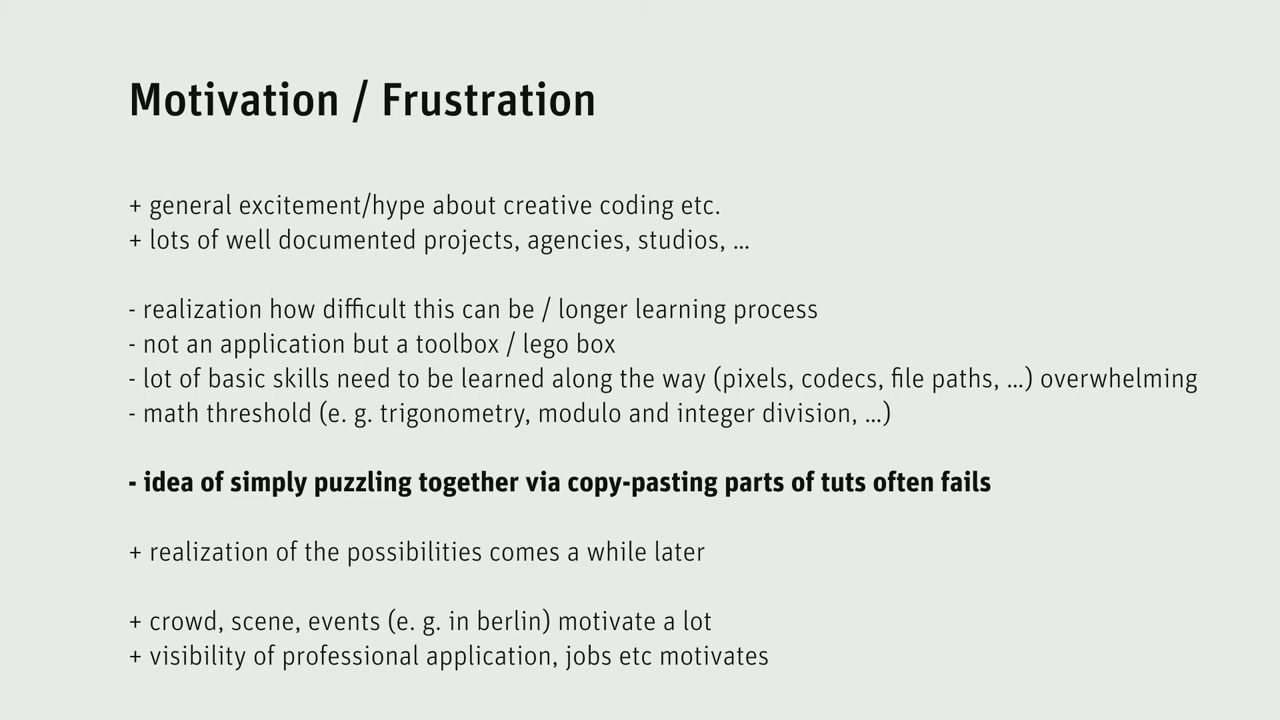 Motivation / Frustration
+ general excitement/hype about creative coding etc.
+ lots of well documented projects, agencies, studios, ...
- realization how difficult this can be / longer learning process
- not an application but a toolbox / lego box
- lot of basic skills need to be learned along the way (pixels, codecs, file paths, ...) overwhelming
- math threshold (e. g. trigonometry, modulo and integer division, ...)
- idea of simply puzzling together via copy-pasting parts of tuts often fails
+ realization of the possibilities comes a while later
+ crowd, scene, events (e. g. in berlin) motivate a lot
+ visibility of professional application, jobs etc motivates